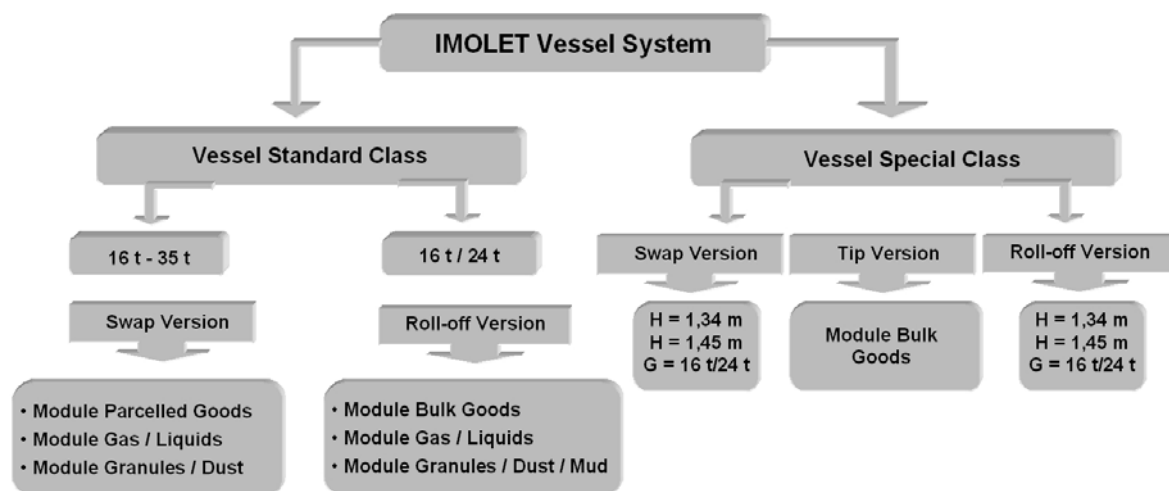 IMOLET Vessel System
Vessel Standard Class
Vessel Special Class
16 t - 35 t
16 t / 24 t
Swap Version
Roll-off Version
• Module Parcelled Goods
• Module Gas / Liquids
• Module Granules / Dust
• Module Bulk Goods
• Module Gas / Liquids
• Module Granules / Dust / Mud
Swap Version
Tip Version
Roll-off Version
H = 1,34 m
H = 1,45 m
G = 16 t/24 t
Module Bulk
Goods
H = 1,34 m
H = 1,45 m
G = 16 t/24 t